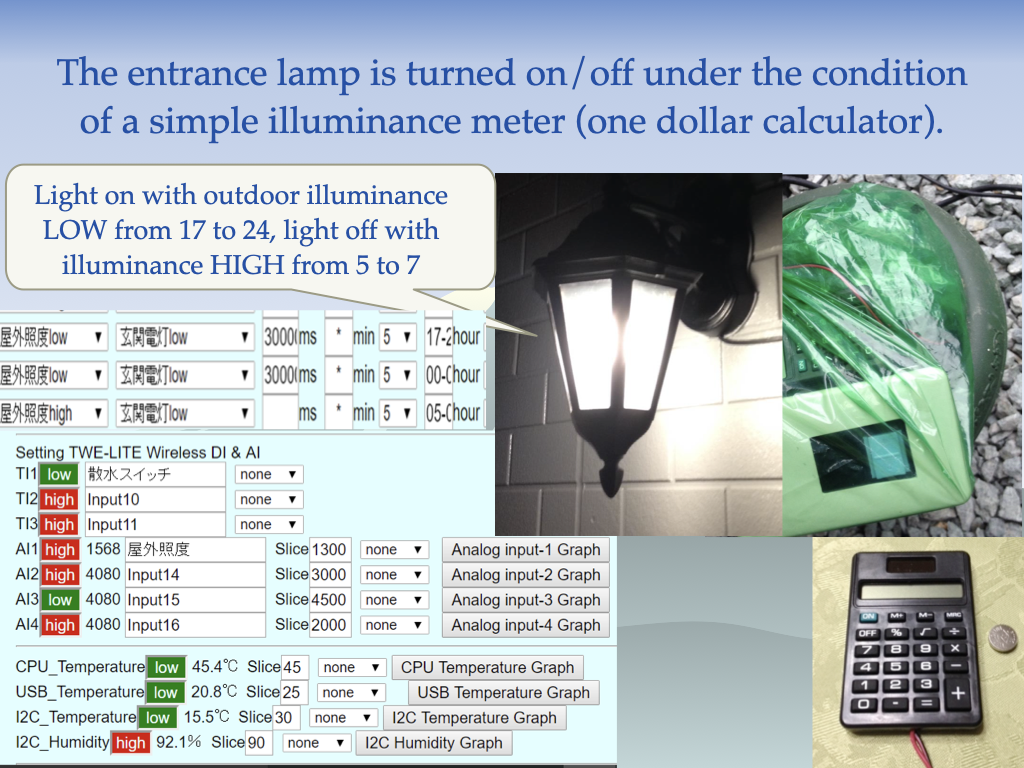 The entrance lamp is turned on/off under the condition
of a simple illuminance meter (one dollar calculator).
Light on with outdoor illuminance
LOW from 17 to 24, light off with
illuminance HIGH from 5 to 7
屋外照度low ▼ 玄関電灯low ▼ 3000 ms * min 5 ▼ 17-2 hour
屋外照度low ▼ 玄関電灯low ▼ 3000 ms * min 5 ▼ 00-0 hour
屋外照度high ▼ 玄関電灯low ▼ ms * min 5 ▼ 05-0 hour
Setting TWE-LITE Wireless DI & AI
TI1 low 散水スイッチ none ▼
TI2 high Input10 none ▼
TI3 high Input11 none ▼
AI1 high 1568 屋外照度 Slice 1300 none ▼ Analog input-1 Graph
AI2 high 4080 Input14 Slice 3000 none ▼ Analog input-2 Graph
AI3 low 4080 Input15 Slice 4500 none ▼ Analog input-3 Graph
AI4 high 4080 Input16 Slice 2000 none ▼ Analog input-4 Graph
CPU_Temperature low 45.4℃ Slice 45 none ▼ CPU Temperature Graph
USB_Temperature low 20.8℃ Slice 25 none ▼ USB Temperature Graph
I2C_Temperature low 15.5℃ Slice 30 none ▼ I2C Temperature Graph
I2C_Humidity high 92.1% Slice 90 none ▼ I2C Humidity Graph
ON M+ M- MRC
OFF % √ ÷
7 8 9 ×
4 5 6 −
1 2 3 +
0 · =